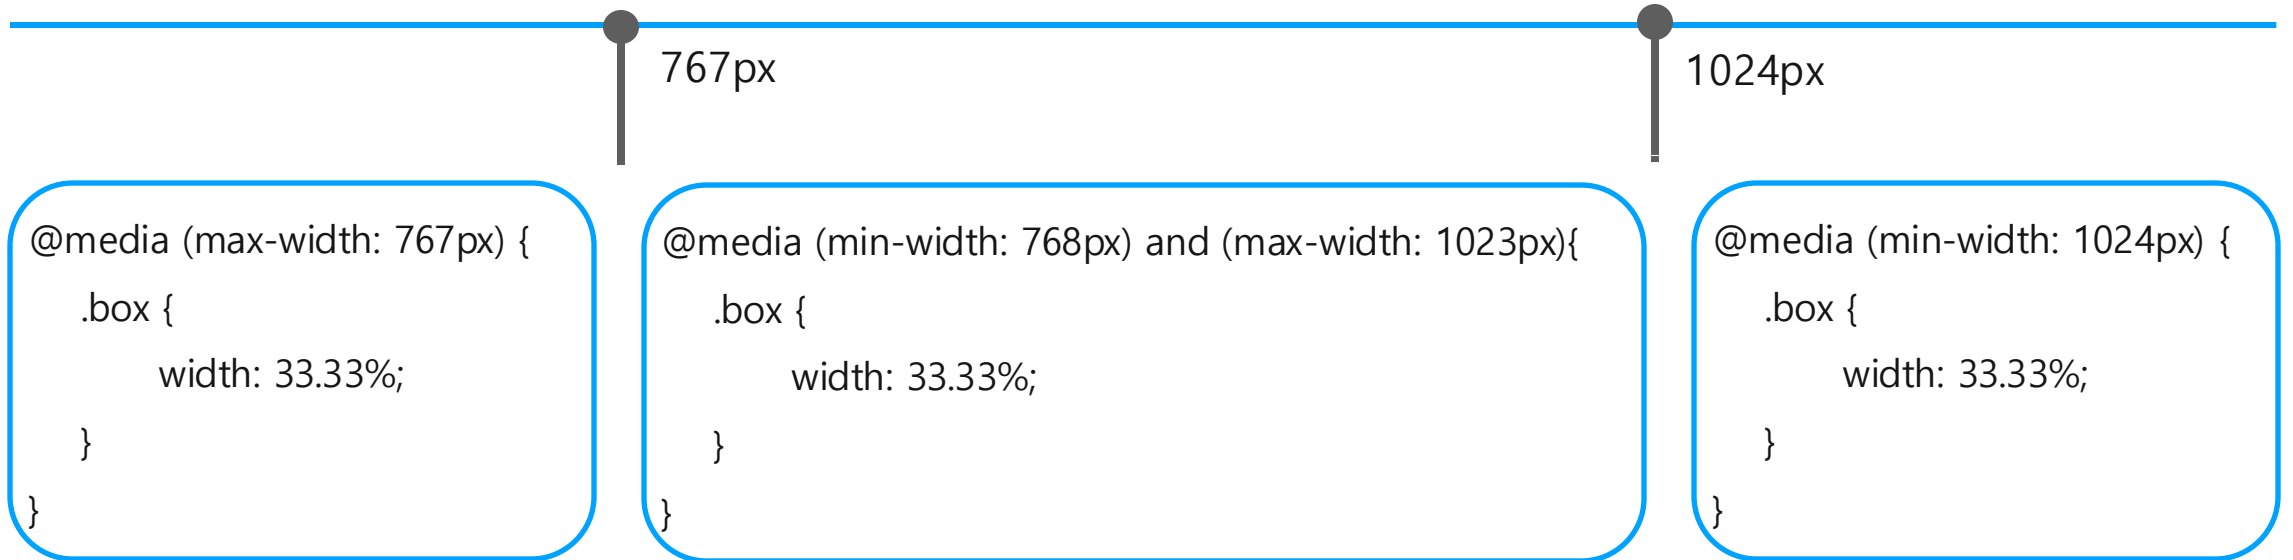 767px
1024px
@media (max-width: 767px) {
.box {
width: 33.33%;
}
}
@media (min-width: 768px) and (max-width: 1023px){
.box {
width: 33.33%;
}
}
@media (min-width: 1024px) {
.box {
width: 33.33%;
}
}